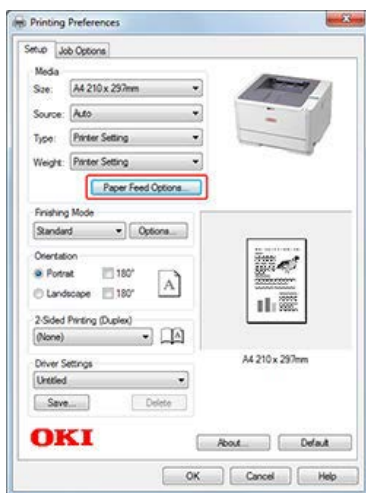 Printing Preferences
Setup Job Options
Media
Size: A4 210 x 297mm
Source: Auto
Type: Printer Setting
Weight: Printer Setting
Paper Feed Options...
Finishing Mode
Standard Options...
Orientation
Portrait 180°
Landscape 180°
A
2-Sided Printing (Duplex)
(None)
A4 210 x 297mm
Driver Settings
Untitled
Save... Delete
OKI
About... Default
OK Cancel Help